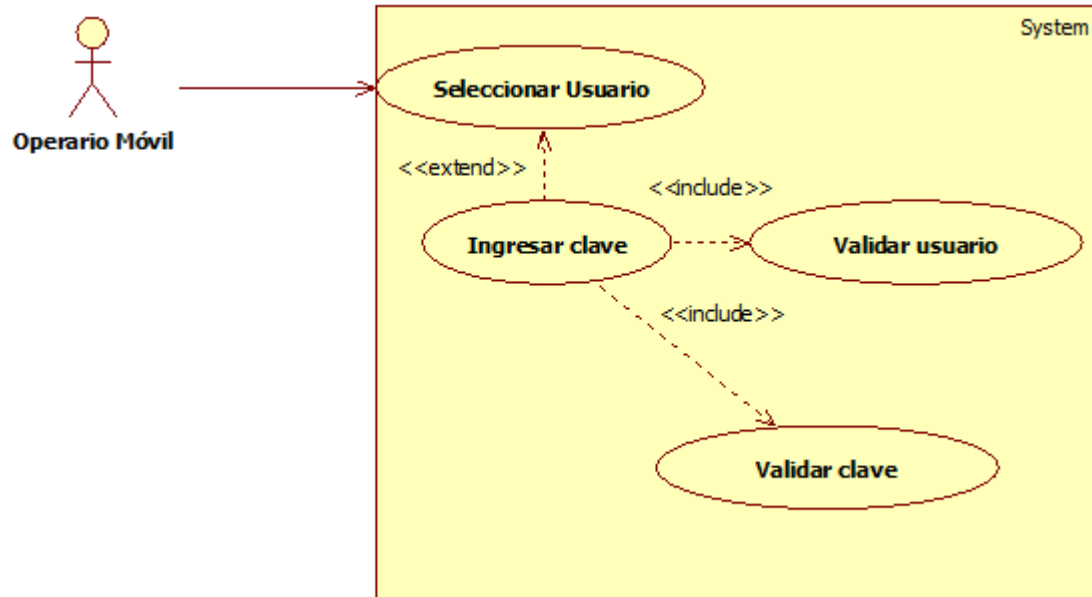 System
Seleccionar Usuario
Operario Móvil
<<extend>>
<<include>>
Ingresar clave
Validar usuario
<<include>>
Validar clave